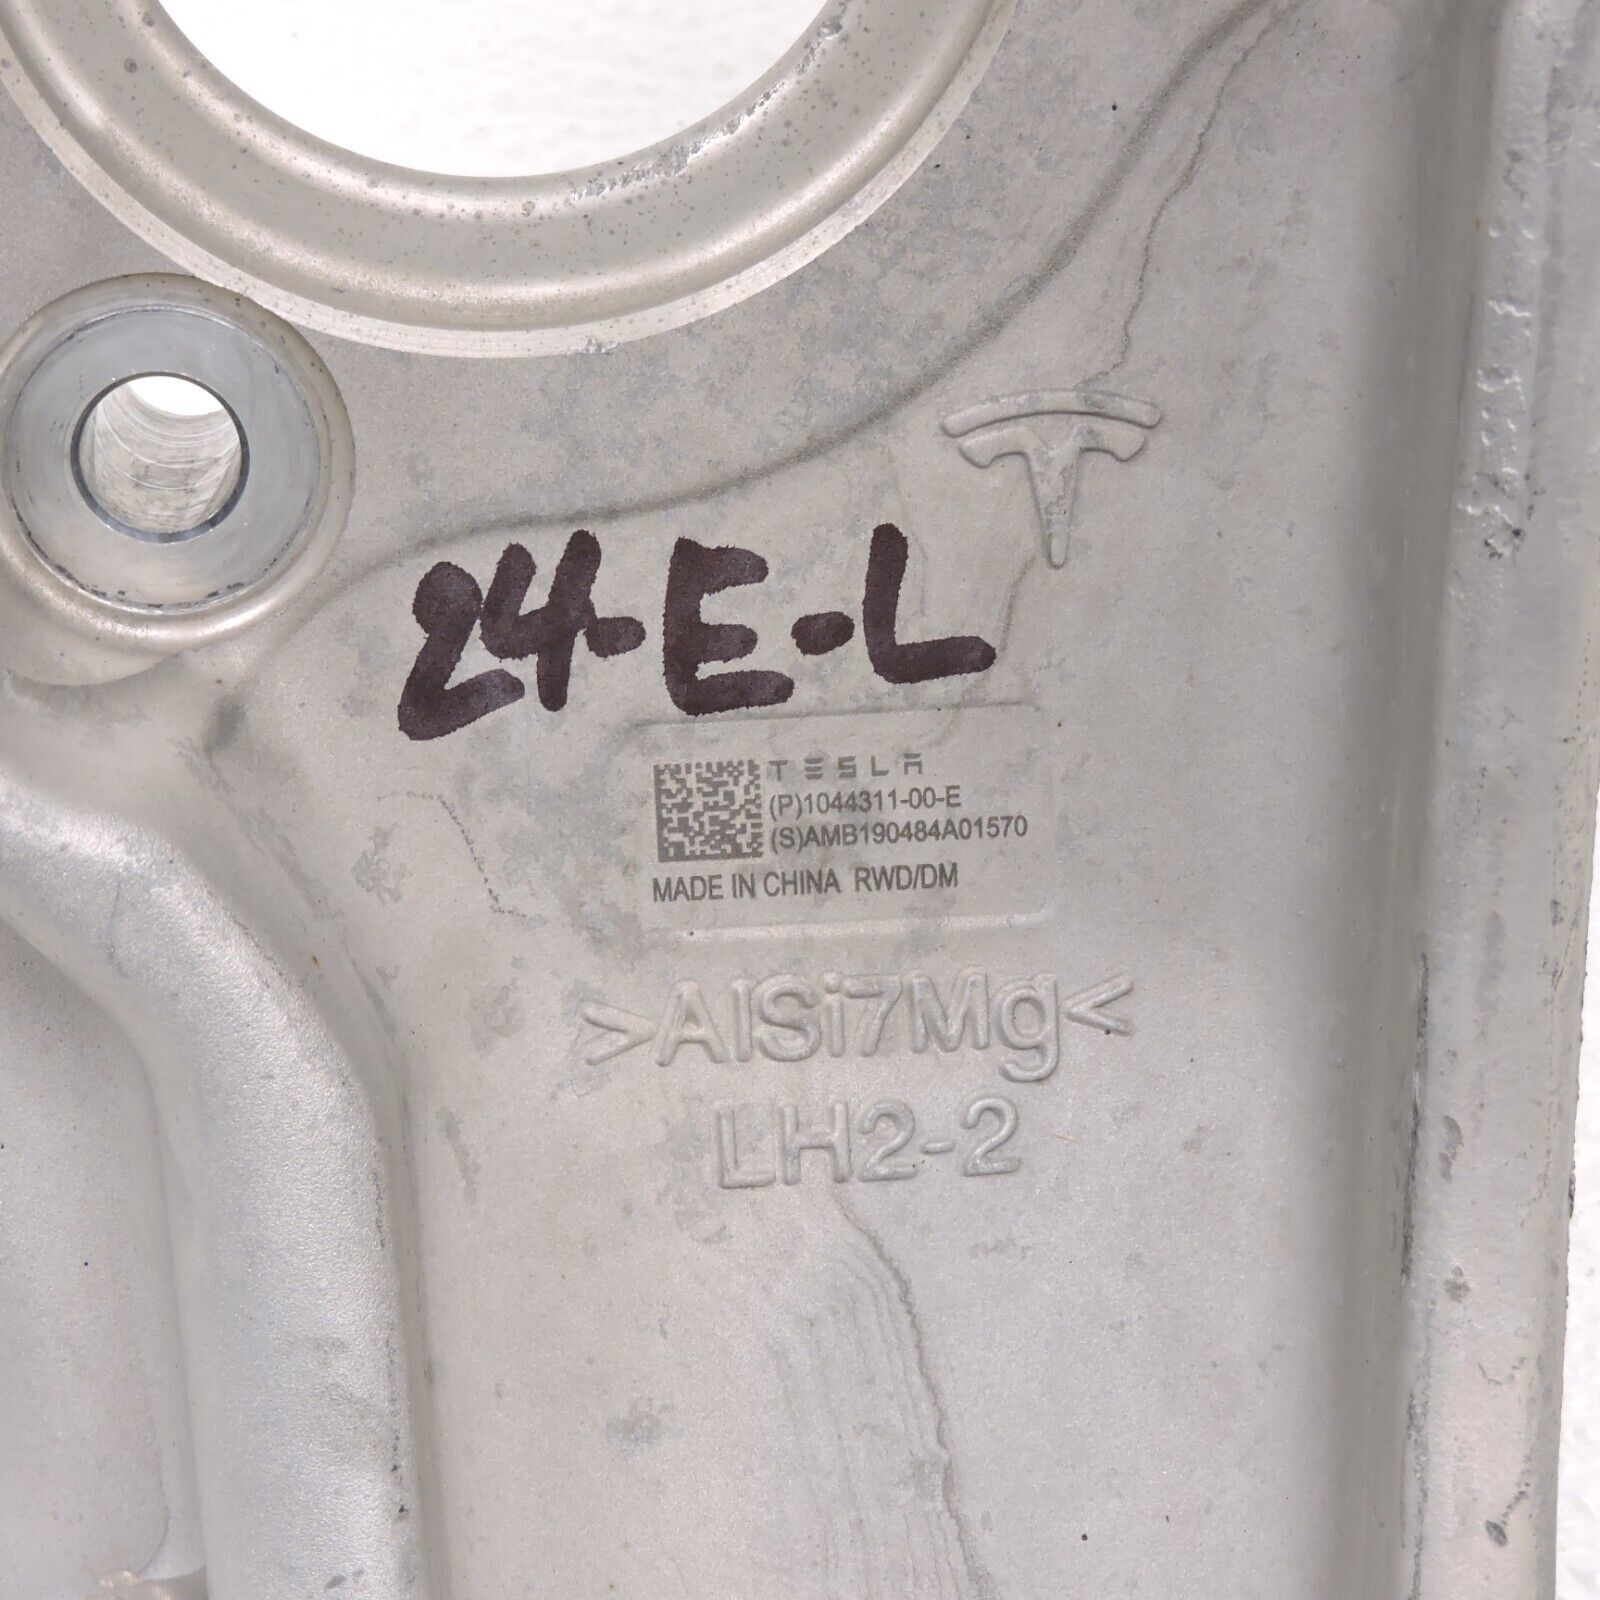 24-E-L
TESLA
(P)1044311-00-E
(S)AMB190484A01570
MADE IN CHINA RWD/DM
>AlSi7Mg<
LH2-2